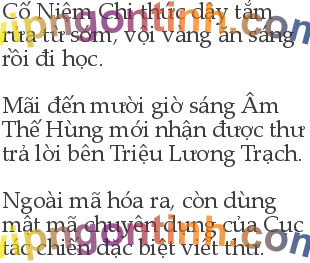 Cố Niệm Chi thức dậy tắm
rửa từ sớm, vội vàng ăn sáng
rồi đi học.
Mãi đến mười giờ sáng Âm
Thế Hùng mới nhận được thư
trả lời bên Triệu Lương Trạch.
Ngoài mã hóa ra, còn dùng
mật mã chuyên dụng của Cục
tác chiến đặc biệt viết thư.